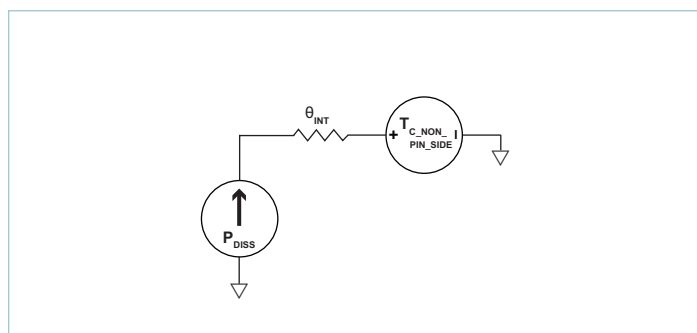 θINT
+ TC_NON_ –
PIN_SIDE
PDISS